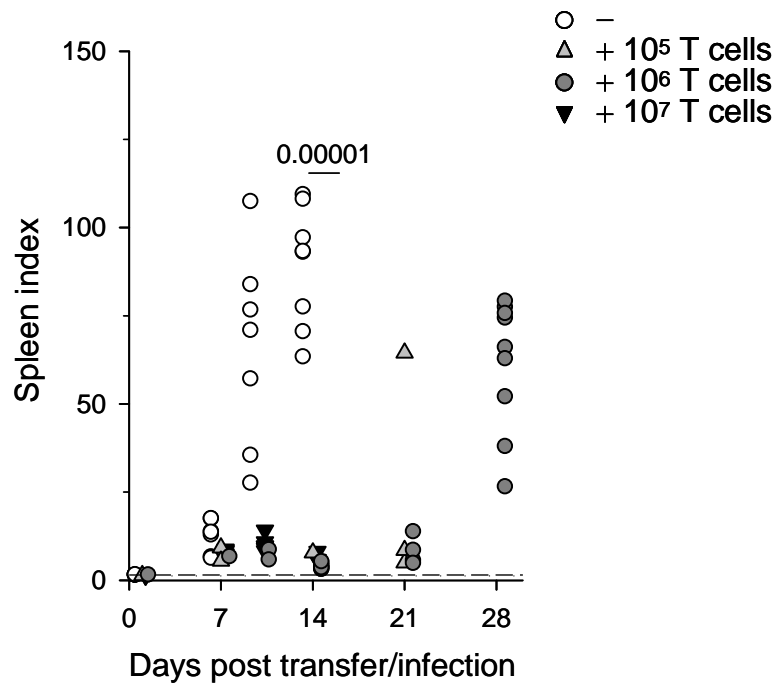 –
+ 10⁵ T cells
+ 10⁶ T cells
+ 10⁷ T cells
150
0.00001
100
50
0
Spleen index
0 7 14 21 28
Days post transfer/infection